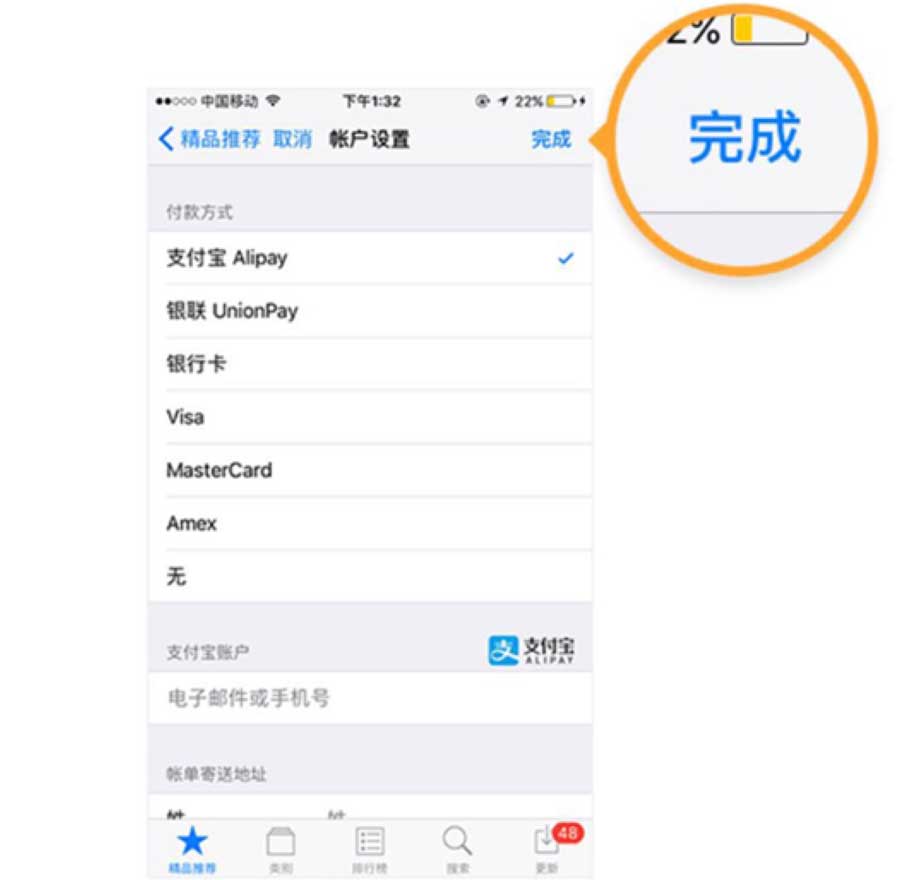 中国移动 下午1:32 22%
精品推荐 取消 帐户设置 完成
2%
完成
付款方式
支付宝 Alipay
银联 UnionPay
银行卡
Visa
MasterCard
Amex
无
支付宝账户 支付宝
ALIPAY
电子邮件或手机号
帐单寄送地址
48
精品推荐 类别 排行榜 搜索 更新